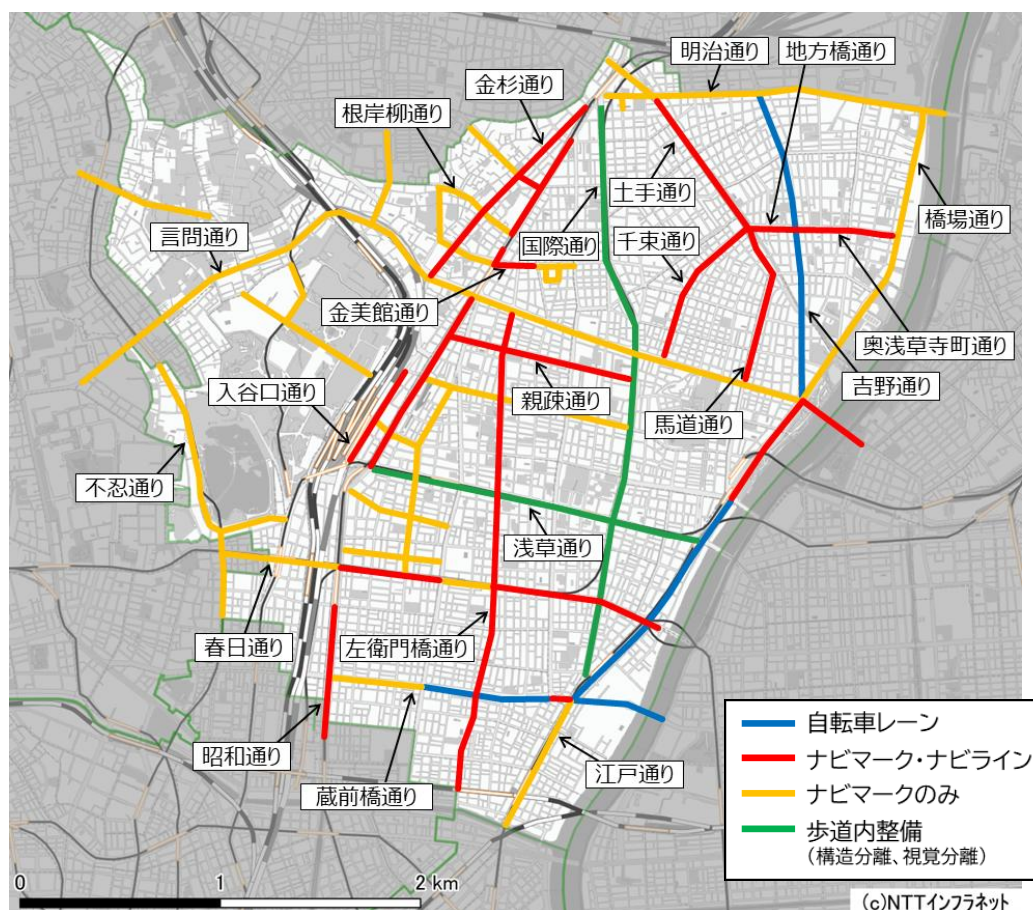 明治通り
地方橋通り
金杉通り
根岸柳通り
土手通り
橋場通り
言問通り
国際通り
千束通り
金美館通り
奥浅草寺町通り
入谷口通り
親疎通り
馬道通り
吉野通り
不忍通り
浅草通り
春日通り
左衛門橋通り
昭和通り
蔵前橋通り
江戸通り
自転車レーン
ナビマーク・ナビライン
ナビマークのみ
歩道内整備
(構造分離、視覚分離)
0 1 2 km
(c)NTTインフラネット